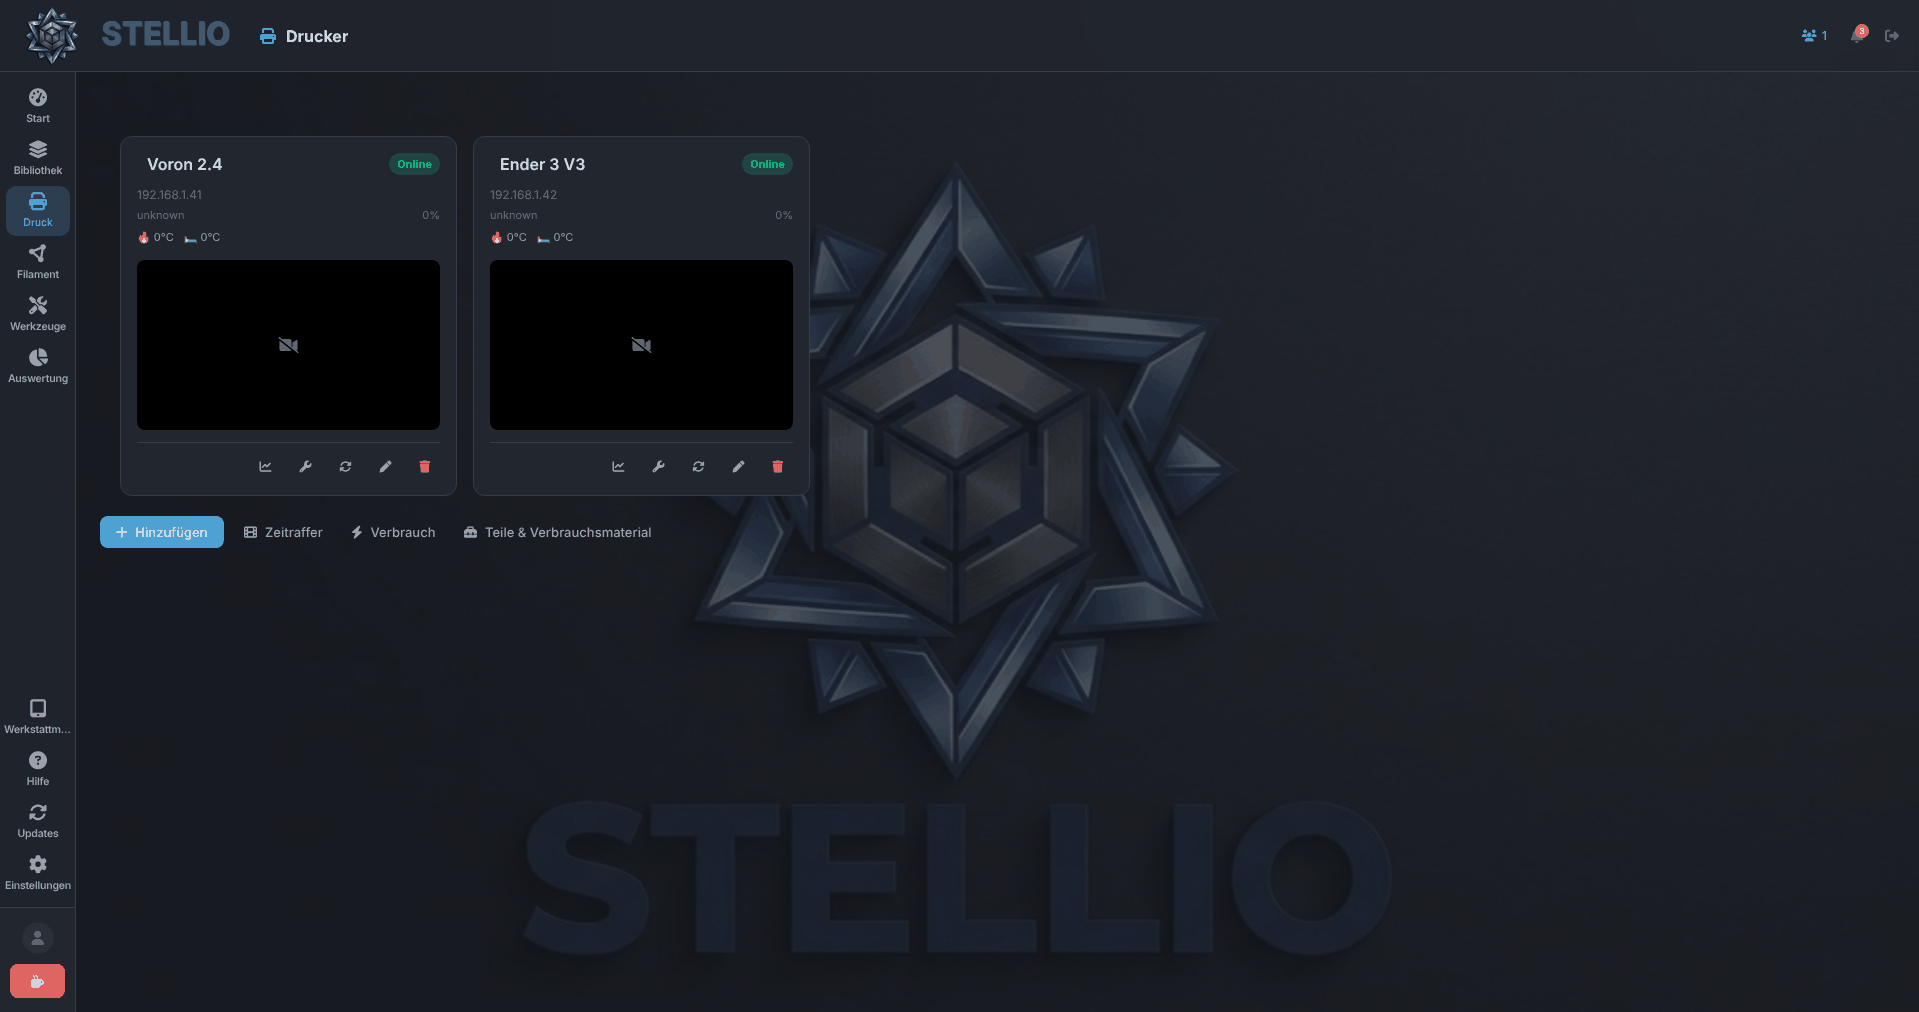 STELLIO
Drucker
1
3
Start
Bibliothek
Druck
Filament
Werkzeuge
Auswertung
Voron 2.4
Online
192.168.1.41
unknown
0%
0°C
0°C
Ender 3 V3
Online
192.168.1.42
unknown
0%
0°C
0°C
Hinzufügen
Zeitraffer
Verbrauch
Teile & Verbrauchsmaterial
STELLIO
Werkstattm...
Hilfe
Updates
Einstellungen